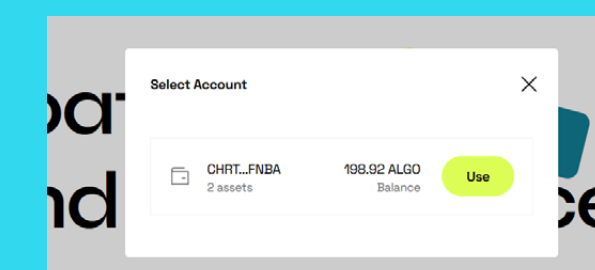 Select Account
CHRT...FNBA
198.92 ALGO
Use
2 assets
Balance